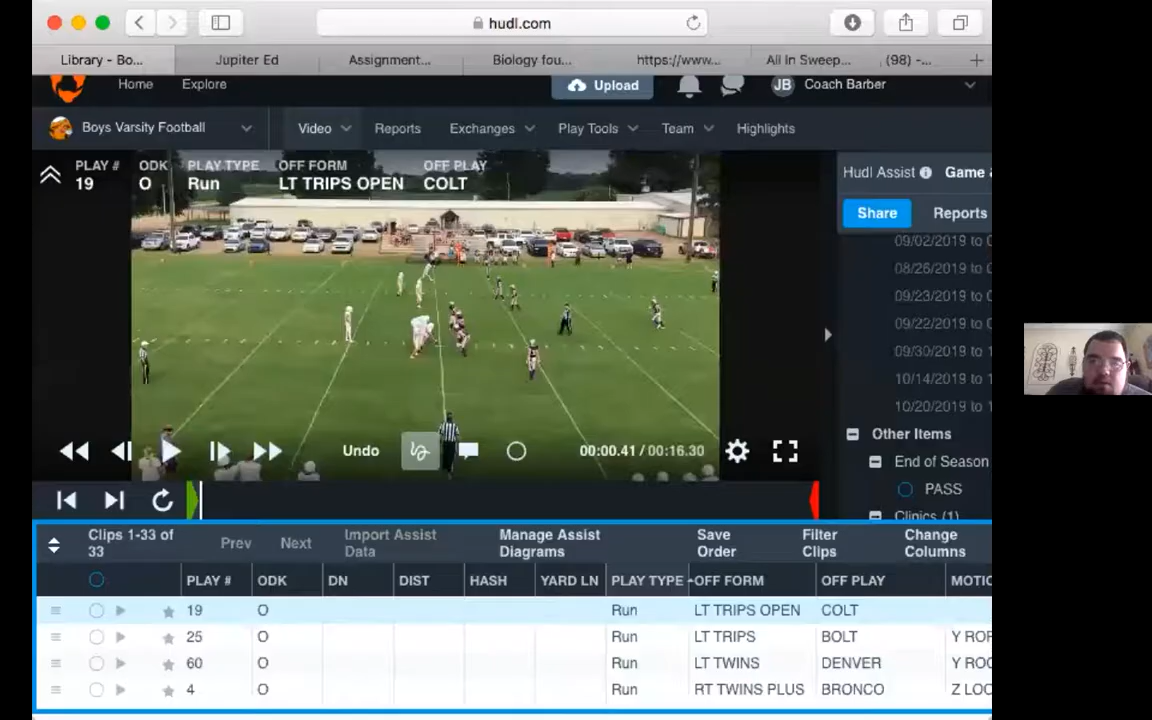 hudl.com
Library - Bo...
Jupiter Ed
Assignment...
Biology fou...
https://www...
All In Sweep...
(98) -...
Home
Explore
Upload
JB
Coach Barber
Boys Varsity Football
Video
Reports
Exchanges
Play Tools
Team
Highlights
PLAY # ODK PLAY TYPE OFF FORM OFF PLAY
19 O Run LT TRIPS OPEN COLT
Hudl Assist Game &
Share Reports
09/02/2019 to
08/26/2019 to
09/23/2019 to
09/22/2019 to
09/30/2019 to 1
10/14/2019 to
10/20/2019 to
Other Items
End of Season
PASS
Clinics (1)
Undo
00:00.41 / 00:16.30
Clips 1-33 of
33
Prev
Next
Import Assist
Data
Manage Assist
Diagrams
Save
Order
Filter
Clips
Change
Columns
PLAY # ODK DN DIST HASH YARD LN PLAY TYPE OFF FORM OFF PLAY MOTIO
19 O Run LT TRIPS OPEN COLT
25 O Run LT TRIPS BOLT Y ROF
60 O Run LT TWINS DENVER Y ROC
4 O Run RT TWINS PLUS BRONCO Z LOC